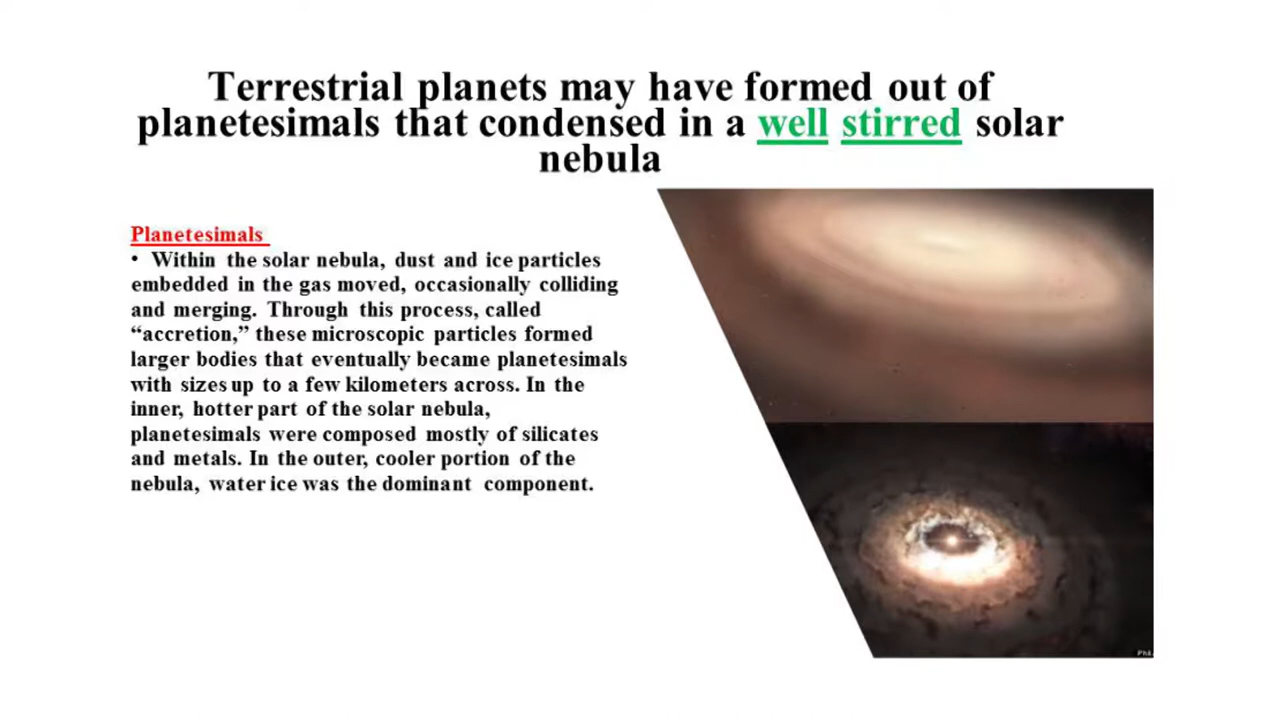 Terrestrial planets may have formed out of
planetesimals that condensed in a well stirred solar
nebula
Planetesimals
• Within the solar nebula, dust and ice particles
embedded in the gas moved, occasionally colliding
and merging. Through this process, called
“accretion,” these microscopic particles formed
larger bodies that eventually became planetesimals
with sizes up to a few kilometers across. In the
inner, hotter part of the solar nebula,
planetesimals were composed mostly of silicates
and metals. In the outer, cooler portion of the
nebula, water ice was the dominant component.